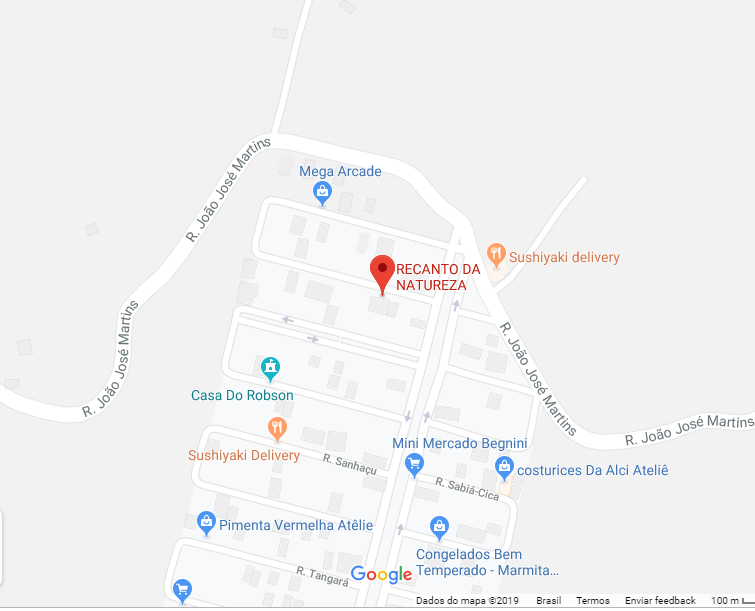 R. João José Martins
Mega Arcade
Sushiyaki delivery
RECANTO DA
NATUREZA
R. João José Martins
R. João José Martins
Casa Do Robson
R. João José Martins
Mini Mercado Begnini
Sushiyaki Delivery
R. Sanhaçu
costurices Da Alci Ateliê
R. Sabiá-Cica
Pimenta Vermelha Atêlie
Congelados Bem
Temperado - Marmita...
R. Tangará
Google
Dados do mapa ©2019 Brasil Termos Enviar feedback 100 m